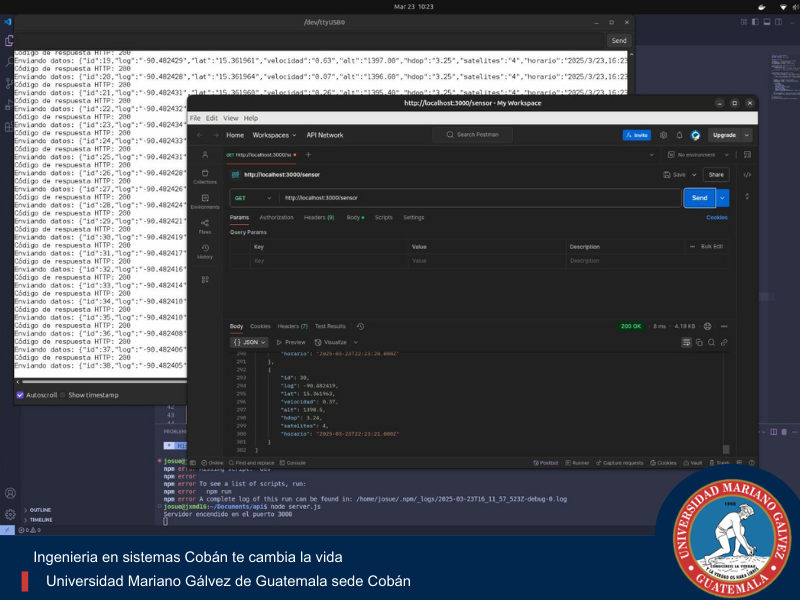 Mar 23 10:23
/dev/ttyUSB0
Send
Código de respuesta HTTP: 200
Enviando datos: {"id":19,"log":"-90.482429","lat":"15.361961","velocidad":"0.63","alt":"1397.00","hdop":"3.25","satelites":"4","horario":"2025/3/23,16:23
Código de respuesta HTTP: 200
Enviando datos: {"id":20,"log":"-90.482428","lat":"15.361964","velocidad":"0.07","alt":"1396.60","hdop":"3.25","satelites":"4","horario":"2025/3/23,16:23
Código de respuesta HTTP: 200
Enviando datos: {"id":21,"log":"-90.482431"
Código de respuesta HTTP: 200
Enviando datos: {"id":22,"log":"-90.482432"
Código de respuesta HTTP: 200
Enviando datos: {"id":23,"log":"-90.482434"
Código de respuesta HTTP: 200
Enviando datos: {"id":24,"log":"-90.482433"
Código de respuesta HTTP: 200
Enviando datos: {"id":25,"log":"-90.482431"
Código de respuesta HTTP: 200
Enviando datos: {"id":26,"log":"-90.482427"
Código de respuesta HTTP: 200
Enviando datos: {"id":27,"log":"-90.482426"
Código de respuesta HTTP: 200
Enviando datos: {"id":28,"log":"-90.482424"
Código de respuesta HTTP: 200
Enviando datos: {"id":29,"log":"-90.482421"
Código de respuesta HTTP: 200
Enviando datos: {"id":30,"log":"-90.482419"
Código de respuesta HTTP: 200
Enviando datos: {"id":31,"log":"-90.482417"
Código de respuesta HTTP: 200
Enviando datos: {"id":32,"log":"-90.482416"
Código de respuesta HTTP: 200
Enviando datos: {"id":33,"log":"-90.482414"
Código de respuesta HTTP: 200
Enviando datos: {"id":34,"log":"-90.482410"
Código de respuesta HTTP: 200
Enviando datos: {"id":35,"log":"-90.482410"
Código de respuesta HTTP: 200
Enviando datos: {"id":36,"log":"-90.482408"
Código de respuesta HTTP: 200
Enviando datos: {"id":37,"log":"-90.482406"
Código de respuesta HTTP: 200
Enviando datos: {"id":38,"log":"-90.482405"
Autoscroll Show timestamp
http://localhost:3000/sensor - My Workspace
File Edit View Help
Home Workspaces API Network Search Postman Invite Upgrade
GET http://localhost:3000/se No environment
Collections
Environments
Flows
History
http://localhost:3000/sensor Save Share
GET http://localhost:3000/sensor Send
Params Authorization Headers (9) Body Scripts Settings Cookies
Query Params
Key Value Description Bulk Edit
Key Value Description
Body Cookies Headers (7) Test Results 200 OK 8 ms 4.19 KB
{} JSON Preview Visualize
290 "horario": "2025-03-23T22:23:20.000Z"
291 },
292 {
293 "id": 30,
294 "log": -90.482419,
295 "lat": 15.361963,
296 "velocidad": 0.37,
297 "alt": 1398.5,
298 "hdop": 3.24,
299 "satelites": 4,
300 "horario": "2025-03-23T22:23:21.000Z"
301 }
302 ]
Online Find and replace Console Postbot Runner Capture requests Cookies Vault Trash
42
43
44
OUTLINE
TIMELINE
npm error Missing script: "dev"
npm error
npm error To see a list of scripts, run:
npm error npm run
npm error A complete log of this run can be found in: /home/josue/.npm/_logs/2025-03-23T16_11_57_523Z-debug-0.log
josue@jxmd16:~/Documents/api$ node server.js
Servidor encendido en el puerto 3000
Ingenieria en sistemas Cobán te cambia la vida
Universidad Mariano Gálvez de Guatemala sede Cobán
UNIVERSIDAD MARIANO GALVEZ
1966
CONOCEREIS LA VERDAD
Y LA VERDAD OS HARA LIBRES
GUATEMALA